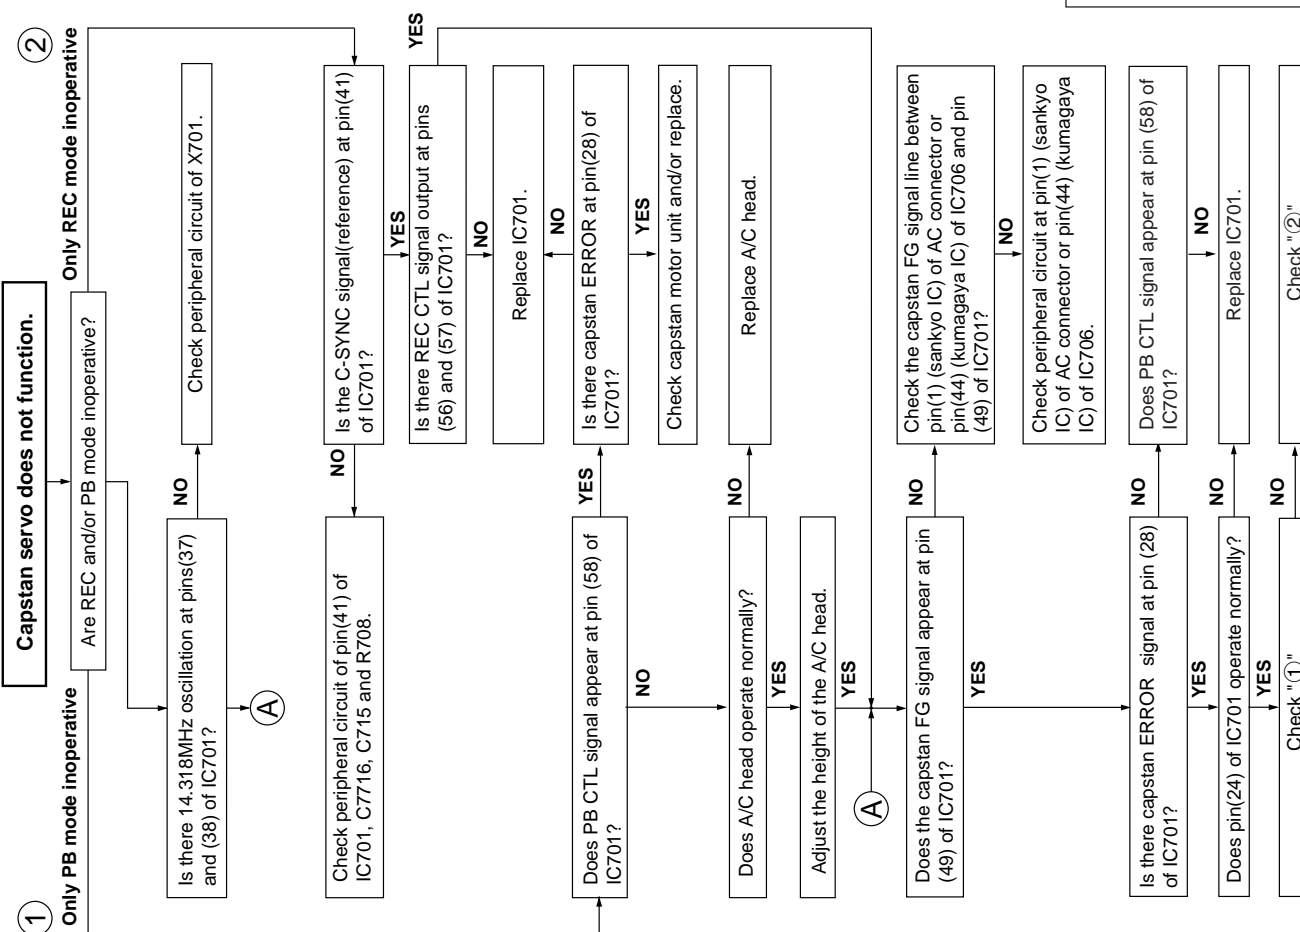 Capstan servo does not function.
①
Only PB mode inoperative
Are REC and/or PB mode inoperative?
Only REC mode inoperative
②
Is there 14.318MHz oscillation at pins(37)
and (38) of IC701?
NO
Check peripheral circuit of X701.
A
Check peripheral circuit of pin(41) of
IC701, C7716, C715 and R708.
NO
Is the C-SYNC signal(reference) at pin(41)
of IC701?
YES
Is there REC CTL signal output at pins
(56) and (57) of IC701?
YES
NO
Replace IC701.
NO
Does PB CTL signal appear at pin (58) of
IC701?
YES
Is there capstan ERROR at pin(28) of
IC701?
NO
YES
Check capstan motor unit and/or replace.
Does A/C head operate normally?
NO
Replace A/C head.
YES
Adjust the height of the A/C head.
YES
A
Does the capstan FG signal appear at pin
(49) of IC701?
NO
Check the capstan FG signal line between
pin(1) (sankyo IC) of AC connector or
pin(44) (kumagaya IC) of IC706 and pin
(49) of IC701?
YES
NO
Check peripheral circuit at pin(1) (sankyo
IC) of AC connector or pin(44) (kumagaya
IC) of IC706.
Is there capstan ERROR signal at pin (28)
of IC701?
NO
Does PB CTL signal appear at pin (58) of
IC701?
YES
NO
Does pin(24) of IC701 operate normally?
NO
Replace IC701.
YES
Check "①"
NO
Check "②"